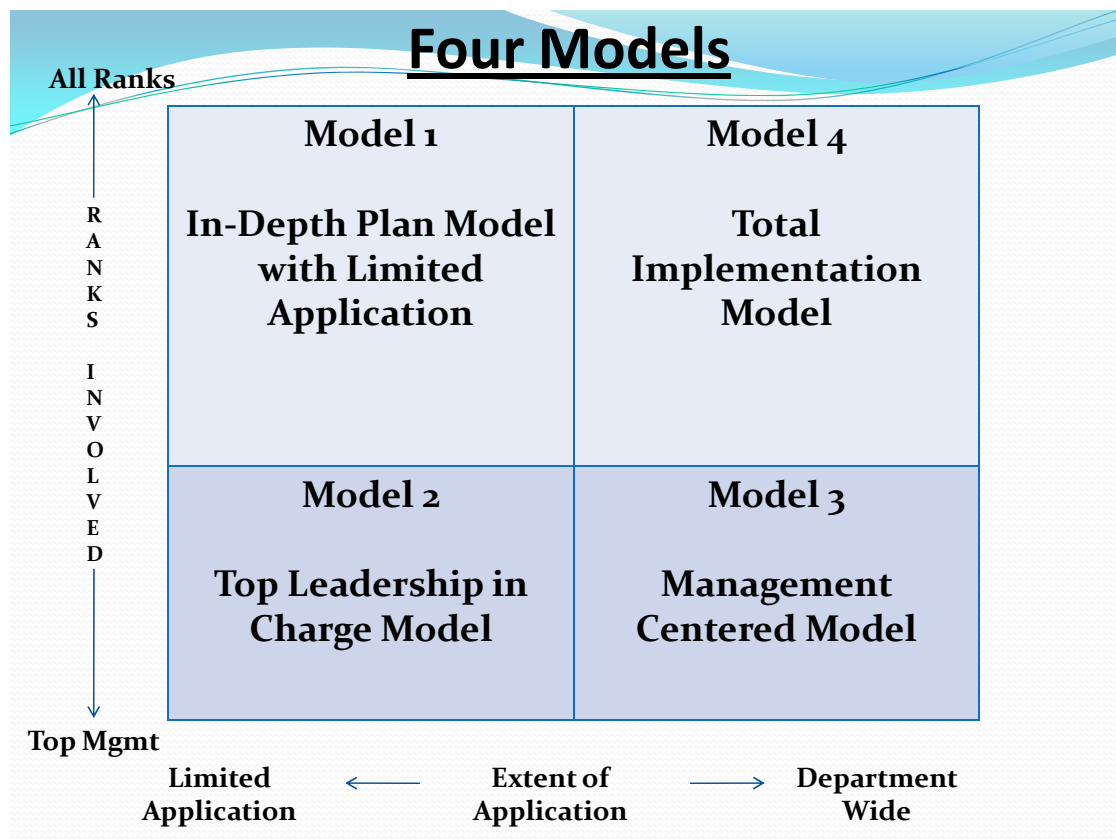 Four Models
All Ranks
RANKS INVOLVED
Top Mgmt
Model 1
In-Depth Plan Model
with Limited
Application
Model 4
Total
Implementation
Model
Model 2
Top Leadership in
Charge Model
Model 3
Management
Centered Model
Limited
Application
Extent of
Application
Department
Wide